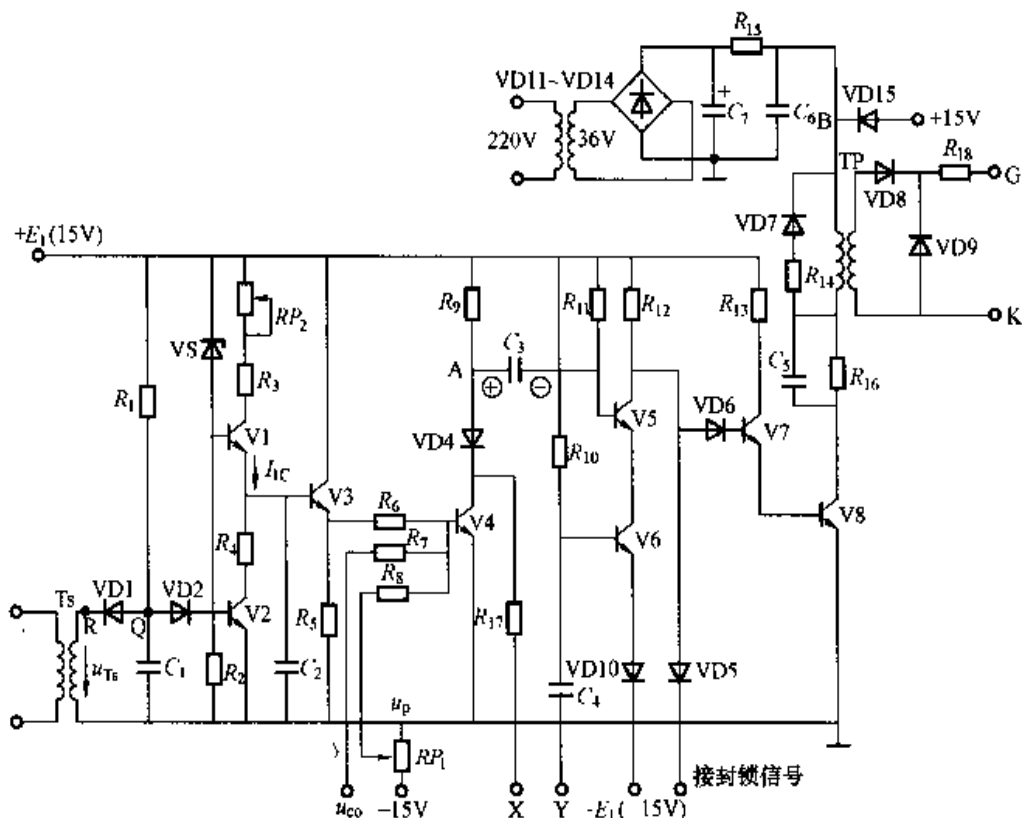 R15
VD11~VD14
+
C7
C6
B
VD15
+15V
220V
36V
TP
R18
G
VD8
VD7
VD9
R14
K
+E1(15V)
RP2
R9
R11
R12
R13
C3
VS
A
+
−
C5
R16
R3
R1
V1
VD4
V5
VD6
V7
I1C
R10
V3
R6
V4
V8
R4
R7
V6
R8
Ts
VD1
VD2
V2
R5
R17
R
Q
uTs
C1
R2
C2
VD10
VD5
C4
up
RP1
接封锁信号
uco
−15V
X
Y
-E1( 15V)